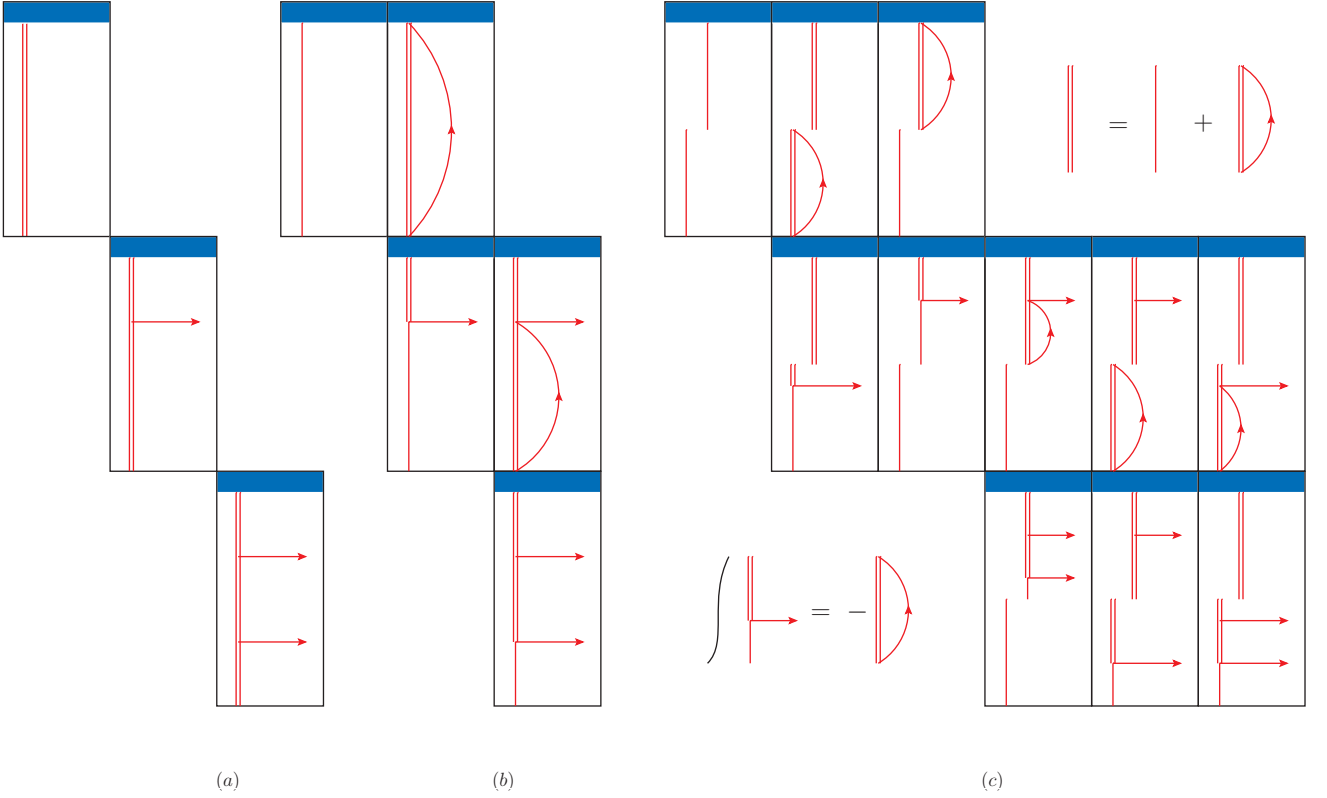 = +
= −
(a) (b) (c)